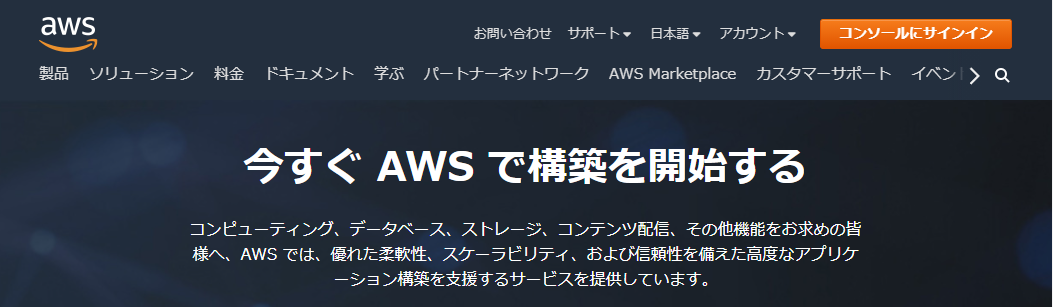 aws
お問い合わせ サポート 日本語 アカウント コンソールにサインイン
製品 ソリューション 料金 ドキュメント 学ぶ パートナーネットワーク AWS Marketplace カスタマーサポート イベン
今すぐ AWS で構築を開始する
コンピューティング、データベース、ストレージ、コンテンツ配信、その他機能をお求めの皆
様へ、AWS では、優れた柔軟性、スケーラビリティ、および信頼性を備えた高度なアプリケ
ーション構築を支援するサービスを提供しています。